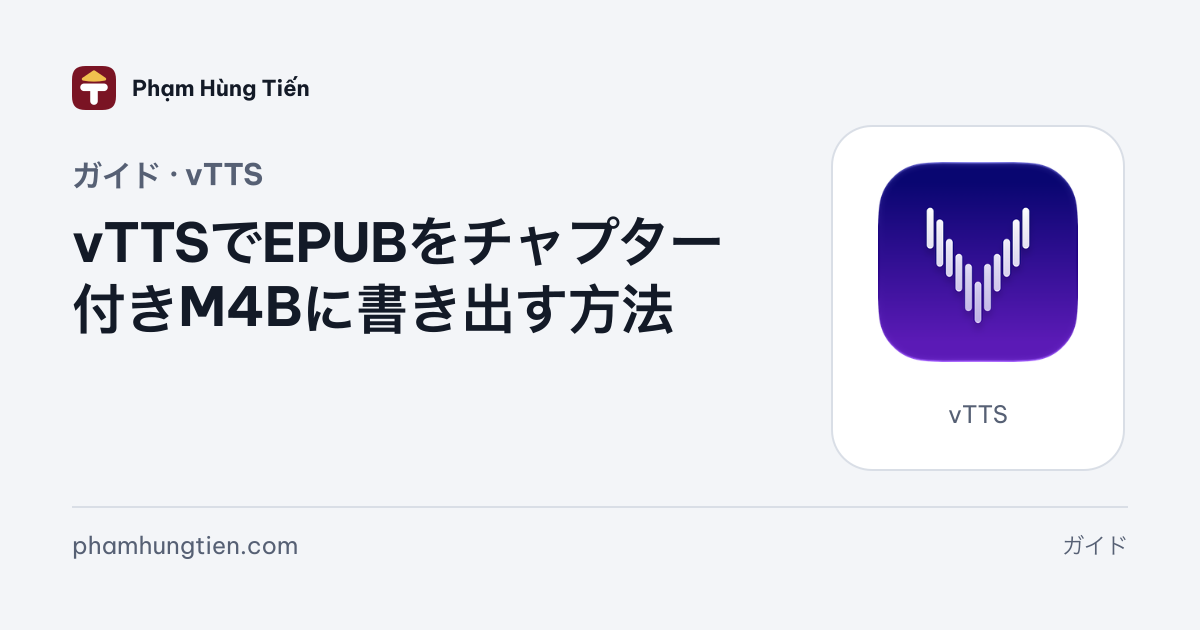 Phạm Hùng Tiến
ガイド · vTTS
vTTSでEPUBをチャプター
付きM4Bに書き出す方法
vTTS
phamhungtien.com
ガイド